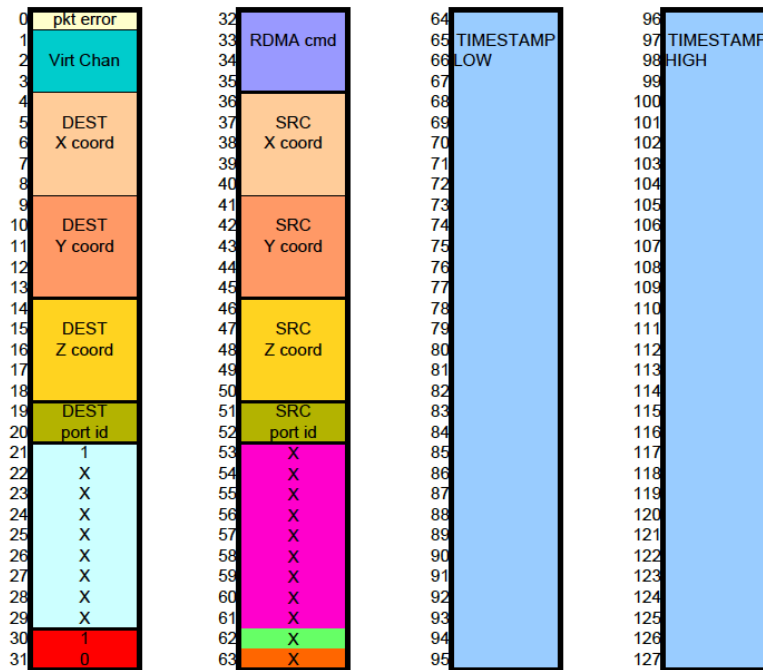 0 pkt error 32 64 96
1 33 RDMA cmd 65 TIMESTAMP 97 TIMESTAMP
2 Virt Chan 34 66 LOW 98 HIGH
3 35 67 99
4 36 68 100
5 DEST 37 SRC 69 101
6 X coord 38 X coord 70 102
7 39 71 103
8 40 72 104
9 41 73 105
10 DEST 42 SRC 74 106
11 Y coord 43 Y coord 75 107
12 44 76 108
13 45 77 109
14 46 78 110
15 DEST 47 SRC 79 111
16 Z coord 48 Z coord 80 112
17 49 81 113
18 50 82 114
19 DEST 51 SRC 83 115
20 port id 52 port id 84 116
21 1 53 X 85 117
22 X 54 X 86 118
23 X 55 X 87 119
24 X 56 X 88 120
25 X 57 X 89 121
26 X 58 X 90 122
27 X 59 X 91 123
28 X 60 X 92 124
29 X 61 X 93 125
30 1 62 X 94 126
31 0 63 X 95 127